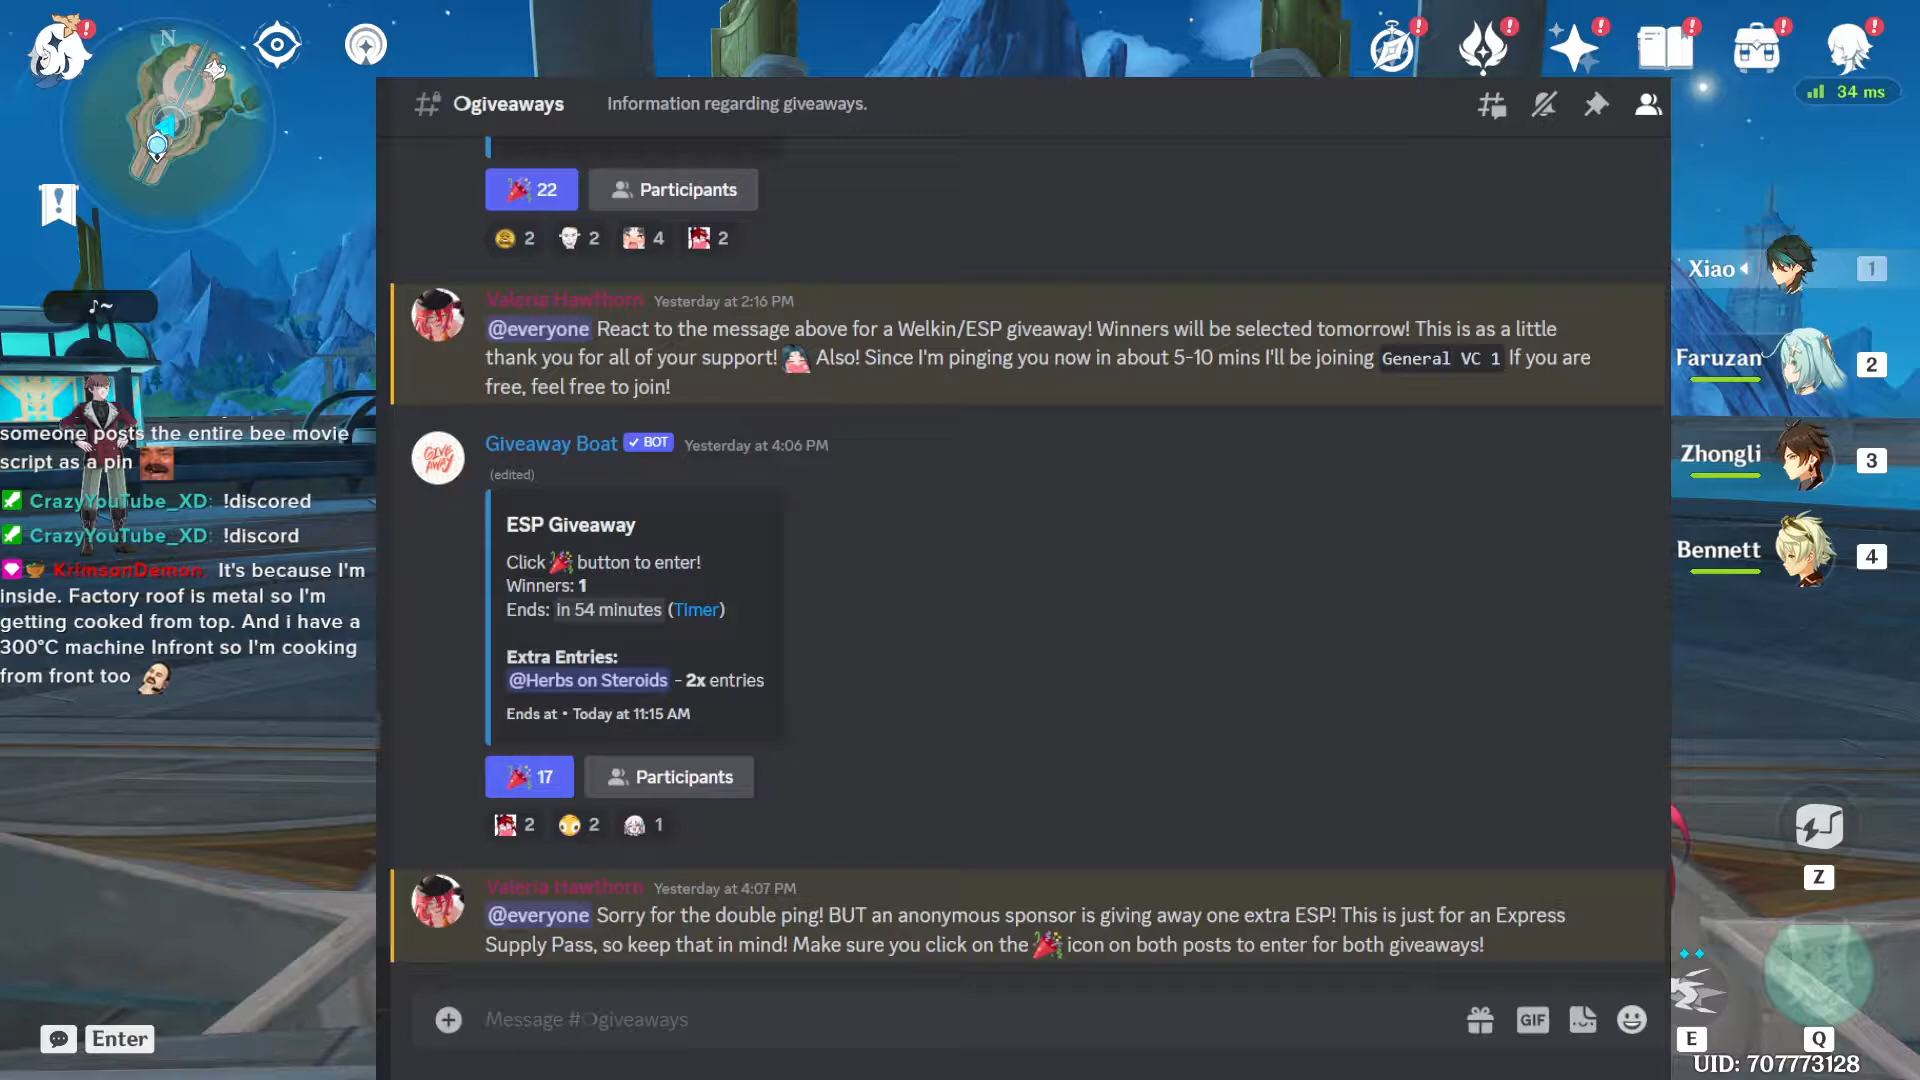 N
34 ms
giveaways
Information regarding giveaways.
22
Participants
2
2
4
2
Valeria Hawthorn Yesterday at 2:16 PM
@everyone React to the message above for a Welkin/ESP giveaway! Winners will be selected tomorrow! This is as a little
thank you for all of your support! Also! Since I'm pinging you now in about 5-10 mins I'll be joining General VC 1 If you are
free, feel free to join!
Giveaway Boat BOT Yesterday at 4:06 PM
(edited)
GIVE
AWAY
ESP Giveaway
Click button to enter!
Winners: 1
Ends: in 54 minutes (Timer)
Extra Entries:
@Herbs on Steroids - 2x entries
Ends at • Today at 11:15 AM
17
Participants
2
2
1
Valeria Hawthorn Yesterday at 4:07 PM
@everyone Sorry for the double ping! BUT an anonymous sponsor is giving away one extra ESP! This is just for an Express
Supply Pass, so keep that in mind! Make sure you click on the icon on both posts to enter for both giveaways!
Message # giveaways
GIF
someone posts the entire bee movie
script as a pin
CrazyYouTube_XD: !discored
CrazyYouTube_XD: !discord
KrimsonDemon: It's because I'm
inside. Factory roof is metal so I'm
getting cooked from top. And i have a
300°C machine Infront so I'm cooking
from front too
Enter
Xiao 1
Faruzan 2
Zhongli 3
Bennett 4
Z
E
Q
UID: 707773128